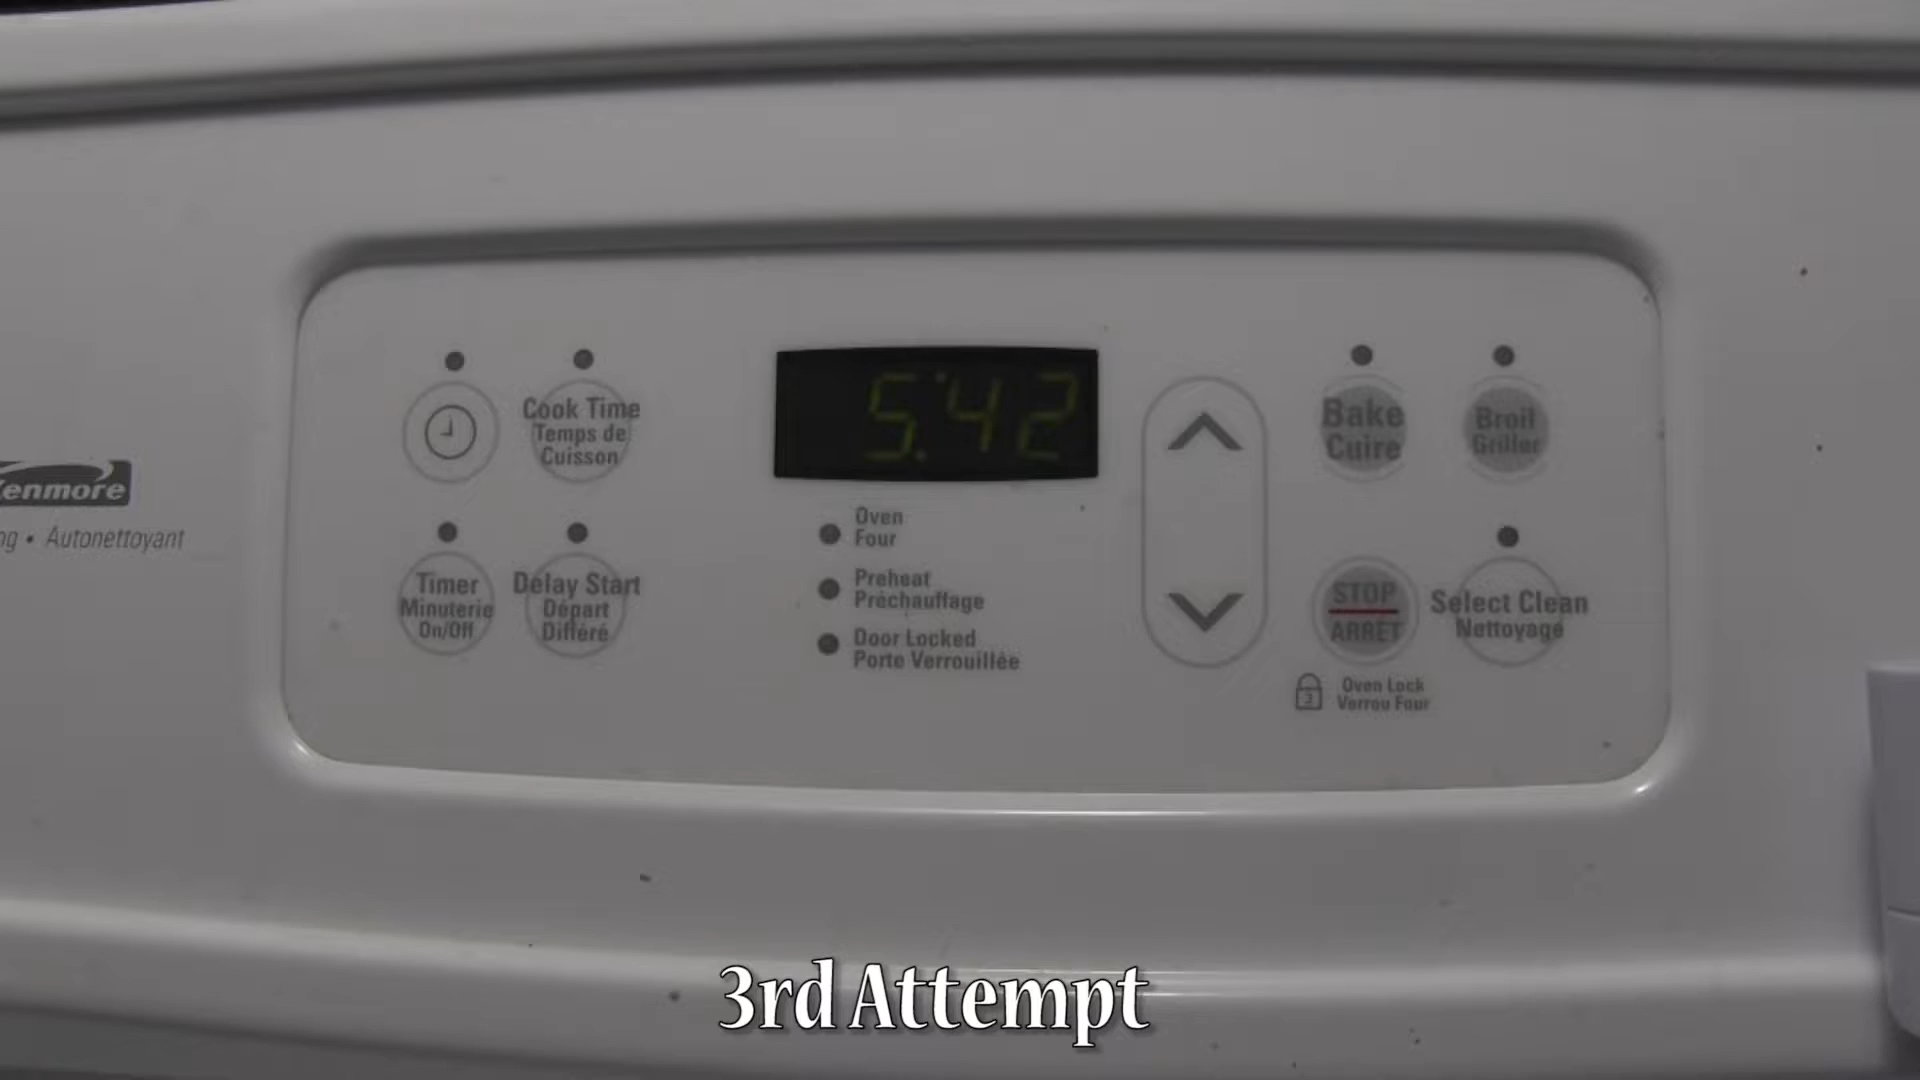 Cook Time
Temps de
Cuisson
5:42
Bake
Cuire
Broil
Griller
enmore
ng • Autonettoyant
Timer
Minuterie
On/Off
Delay Start
Départ
Différé
Oven
Four
Preheat
Préchauffage
Door Locked
Porte Verrouillée
STOP
ARRÊT
Select Clean
Nettoyage
3
Oven Lock
Verrou Four
3rd Attempt